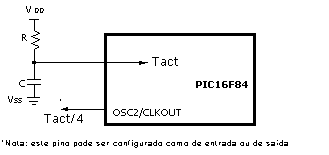 VDD
R
Tact
C
PIC16F84
Vss
OSC2/CLKOUT
Tact/4
*Nota: este pino pode ser configurado como de entrada ou de saída